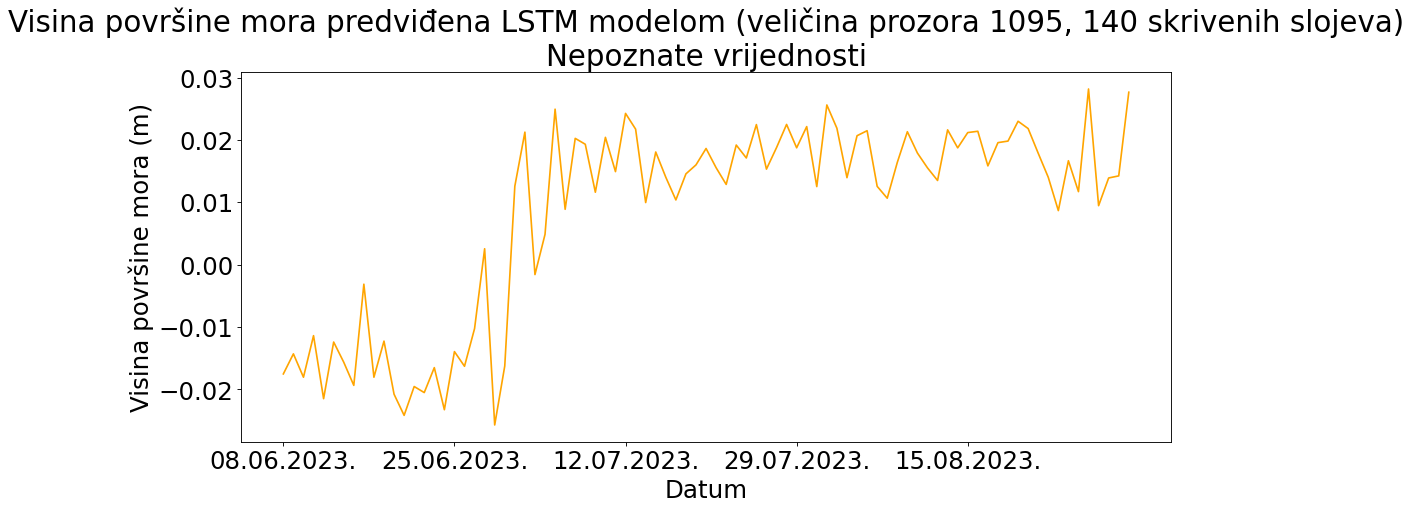 Visina površine mora predviđena LSTM modelom (veličina prozora 1095, 140 skrivenih slojeva)
Nepoznate vrijednosti
Visina površine mora (m)
0.03
0.02
0.01
0.00
−0.01
−0.02
08.06.2023. 25.06.2023. 12.07.2023. 29.07.2023. 15.08.2023.
Datum